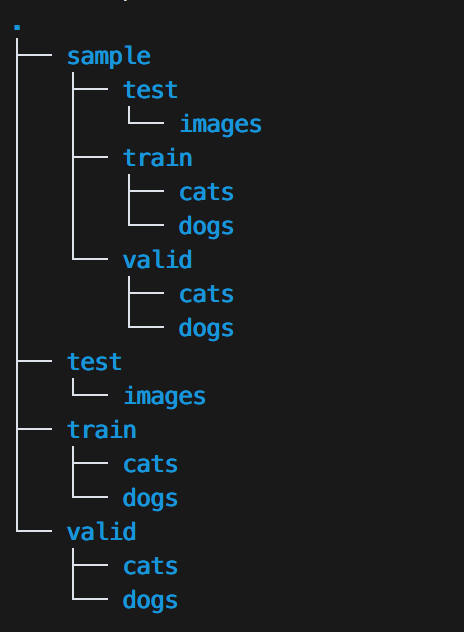 .
├── sample
│   ├── test
│   │   └── images
│   ├── train
│   │   ├── cats
│   │   └── dogs
│   └── valid
│       ├── cats
│       └── dogs
├── test
│   └── images
├── train
│   ├── cats
│   └── dogs
└── valid
    ├── cats
    └── dogs